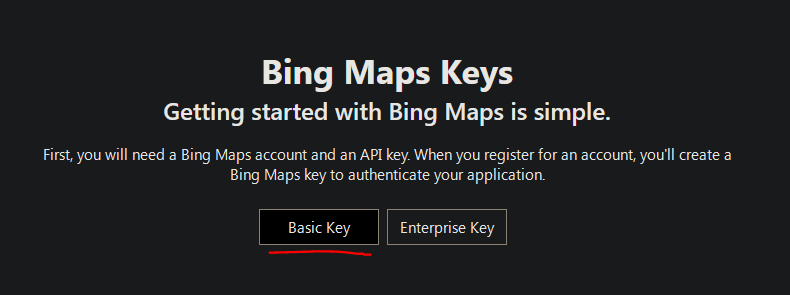 Bing Maps Keys
Getting started with Bing Maps is simple.
First, you will need a Bing Maps account and an API key. When you register for an account, you'll create a
Bing Maps key to authenticate your application.
Basic Key
Enterprise Key